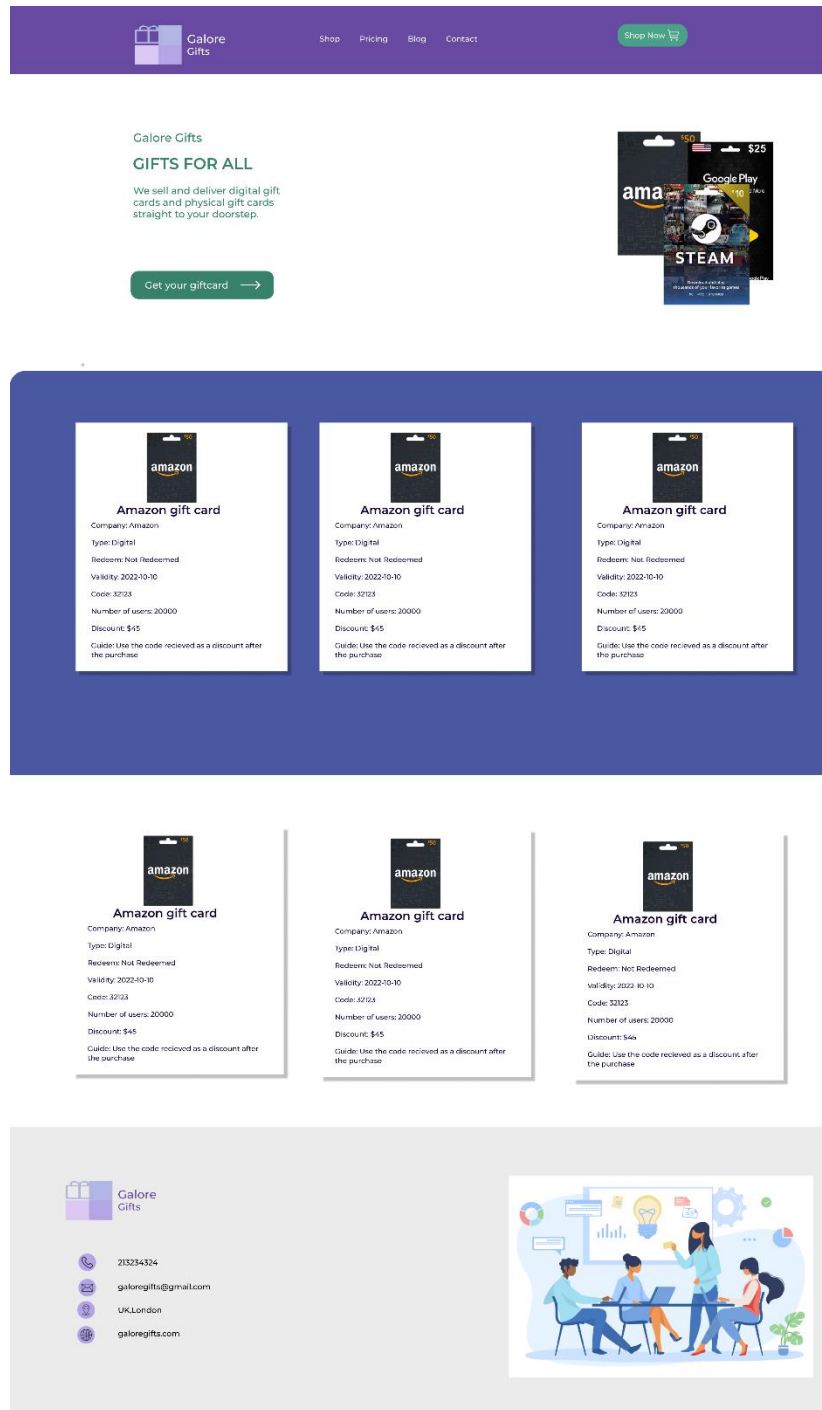 Galore
Gifts
Shop
Pricing
Blog
Contact
Shop Now
Galore Gifts
GIFTS FOR ALL
We sell and deliver digital gift
cards and physical gift cards
straight to your doorstep.
Get your giftcard
$50
ama
$25
Google Play
$10
STEAM
$50
amazon
Amazon gift card
Company: Amazon
Type: Digital
Redeem: Not Redeemed
Validity: 2022-10-10
Code: 32123
Number of users: 20000
Discount: $45
Guide: Use the code recieved as a discount after
the purchase
$50
amazon
Amazon gift card
Company: Amazon
Type: Digital
Redeem: Not Redeemed
Validity: 2022-10-10
Code: 32123
Number of users: 20000
Discount: $45
Guide: Use the code recieved as a discount after
the purchase
$50
amazon
Amazon gift card
Company: Amazon
Type: Digital
Redeem: Not Redeemed
Validity: 2022-10-10
Code: 32123
Number of users: 20000
Discount: $45
Guide: Use the code recieved as a discount after
the purchase
$50
amazon
Amazon gift card
Company: Amazon
Type: Digital
Redeem: Not Redeemed
Validity: 2022-10-10
Code: 32123
Number of users: 20000
Discount: $45
Guide: Use the code recieved as a discount after
the purchase
$50
amazon
Amazon gift card
Company: Amazon
Type: Digital
Redeem: Not Redeemed
Validity: 2022-10-10
Code: 32123
Number of users: 20000
Discount: $45
Guide: Use the code recieved as a discount after
the purchase
$50
amazon
Amazon gift card
Company: Amazon
Type: Digital
Redeem: Not Redeemed
Validity: 2022-10-10
Code: 32123
Number of users: 20000
Discount: $45
Guide: Use the code recieved as a discount after
the purchase
Galore
Gifts
213234324
galoregifts@gmail.com
UK,London
galoregifts.com